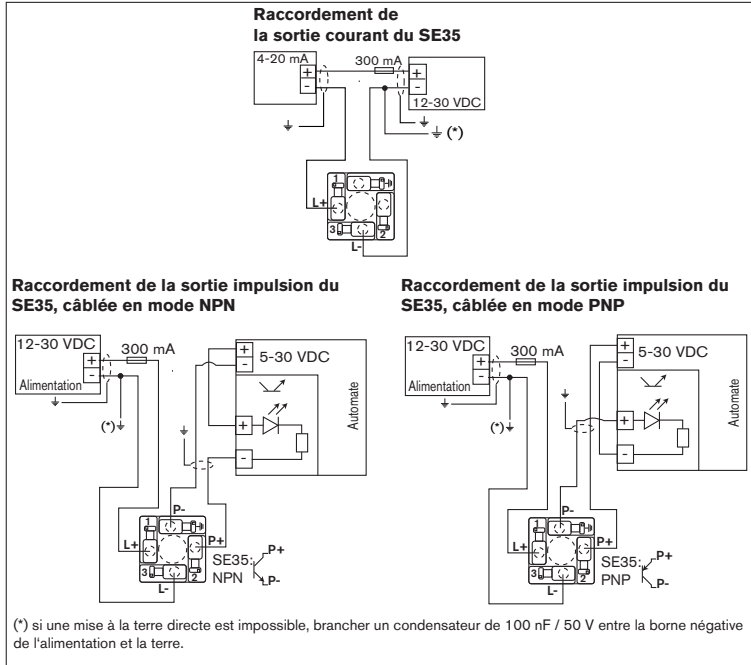 Raccordement de
la sortie courant du SE35
4-20 mA
300 mA
+
+
-
-
12-30 VDC
(*)
1
L+
3
2
L-
Raccordement de la sortie impulsion du
SE35, câblée en mode NPN
12-30 VDC
+
300 mA
-
Alimentation
(*)
+
-
5-30 VDC
+
-
Automate
P-
1
L+
P+
3
2
L-
SE35:
NPN
P+
P-
Raccordement de la sortie impulsion du
SE35, câblée en mode PNP
12-30 VDC
+
300 mA
-
Alimentation
(*)
+
-
5-30 VDC
+
-
Automate
P-
1
L+
P+
3
2
L-
SE35:
PNP
P+
P-
(*) si une mise à la terre directe est impossible, brancher un condensateur de 100 nF / 50 V entre la borne négative
de l'alimentation et la terre.